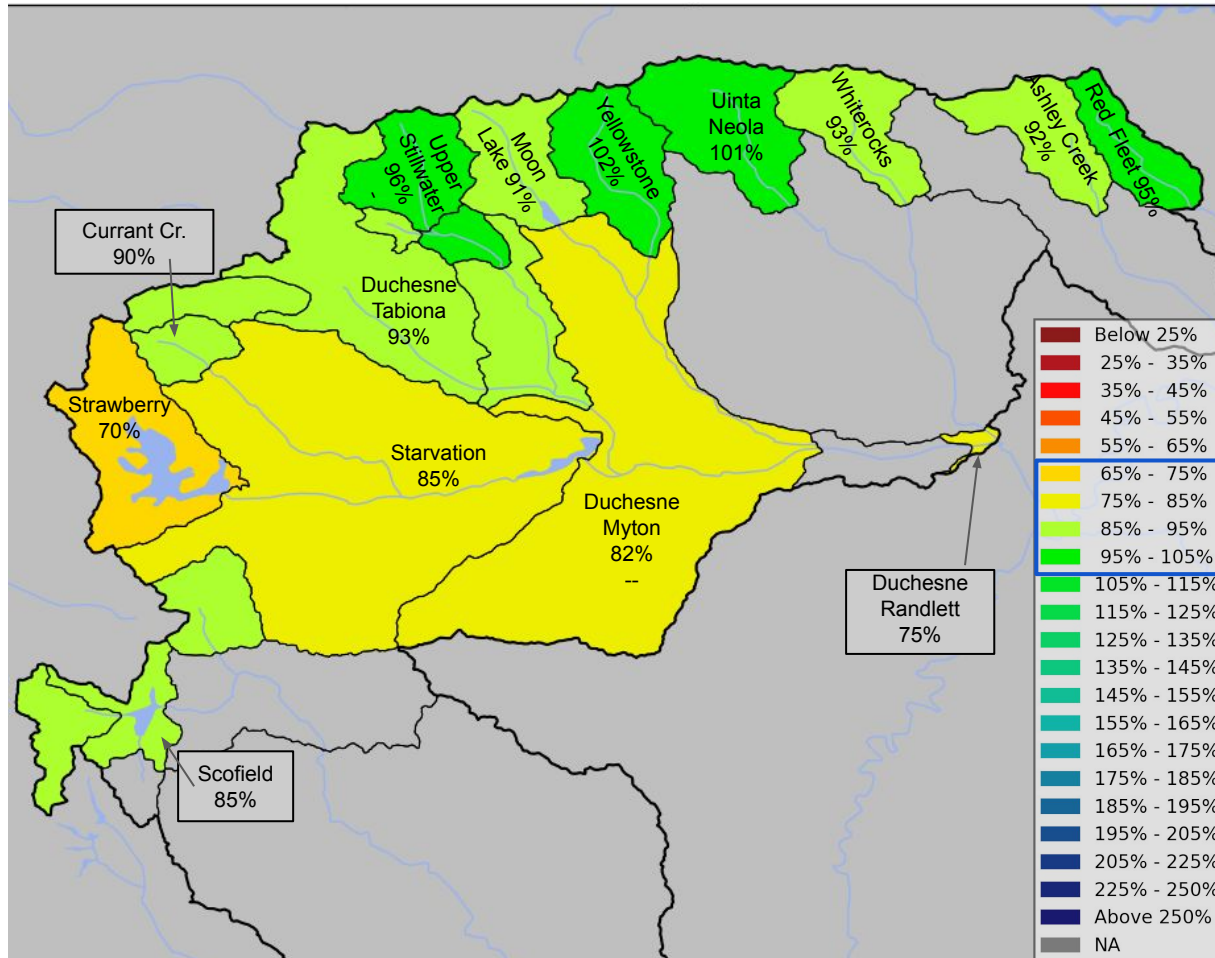 Upper
Stillwater
96%
-
Moon
Lake 91%
Yellowstone
102%
Uinta
Neola
101%
Whiterocks
93%
Ashley Creek
92%
Red Fleet 95%
Currant Cr.
90%
Duchesne
Tabiona
93%
Strawberry
70%
Starvation
85%
Duchesne
Myton
82%
--
Duchesne
Randlett
75%
Scofield
85%
Below 25%
25% - 35%
35% - 45%
45% - 55%
55% - 65%
65% - 75%
75% - 85%
85% - 95%
95% - 105%
105% - 115%
115% - 125%
125% - 135%
135% - 145%
145% - 155%
155% - 165%
165% - 175%
175% - 185%
185% - 195%
195% - 205%
205% - 225%
225% - 250%
Above 250%
NA